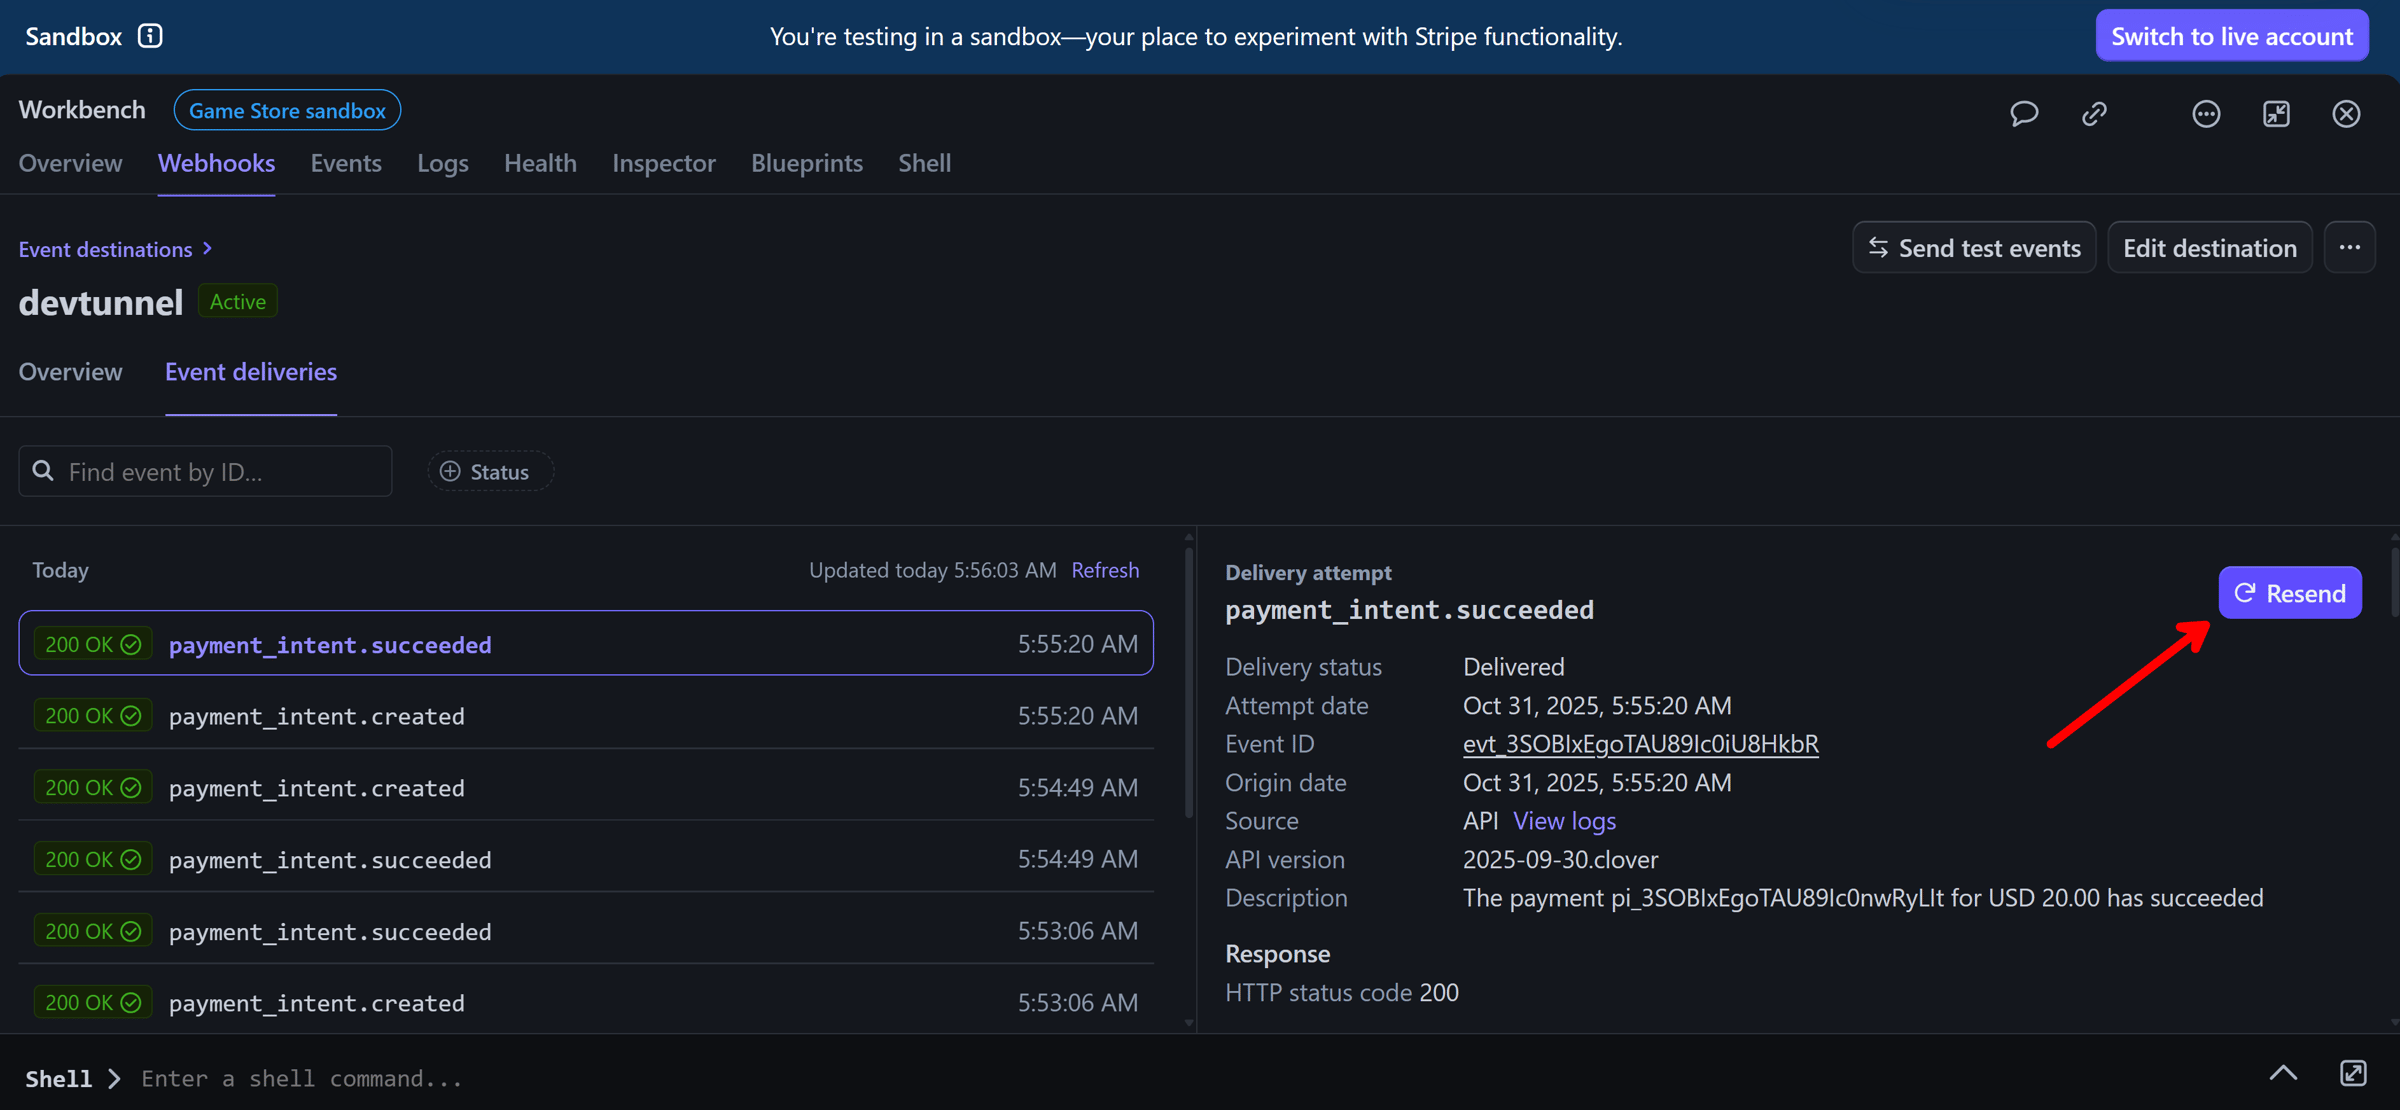 Sandbox
You're testing in a sandbox—your place to experiment with Stripe functionality.
Switch to live account
Workbench
Game Store sandbox
Overview Webhooks Events Logs Health Inspector Blueprints Shell
Event destinations
Send test events
Edit destination
devtunnel
Active
Overview Event deliveries
Find event by ID...
Status
Today
Updated today 5:56:03 AM Refresh
200 OK payment_intent.succeeded 5:55:20 AM
200 OK payment_intent.created 5:55:20 AM
200 OK payment_intent.created 5:54:49 AM
200 OK payment_intent.succeeded 5:54:49 AM
200 OK payment_intent.succeeded 5:53:06 AM
200 OK payment_intent.created 5:53:06 AM
Delivery attempt
payment_intent.succeeded
Resend
Delivery status Delivered
Attempt date Oct 31, 2025, 5:55:20 AM
Event ID evt_3SOBIxEgoTAU89Ic0iU8HkbR
Origin date Oct 31, 2025, 5:55:20 AM
Source API View logs
API version 2025-09-30.clover
Description The payment pi_3SOBIxEgoTAU89Ic0nwRyLIt for USD 20.00 has succeeded
Response
HTTP status code 200
Shell Enter a shell command...